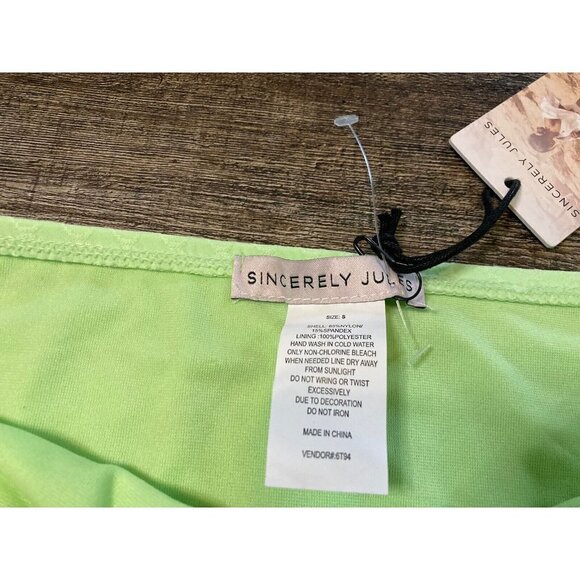 SINCERELY JULES
SINCERELY JULES
SIZE: S
SHELL: 85%NYLON/
15%SPANDEX
LINING :100%POLYESTER
HAND WASH IN COLD WATER
ONLY NON-CHLORINE BLEACH
WHEN NEEDED LINE DRY AWAY
FROM SUNLIGHT
DO NOT WRING OR TWIST
EXCESSIVELY
DUE TO DECORATION
DO NOT IRON
MADE IN CHINA
VENDOR#:6T94